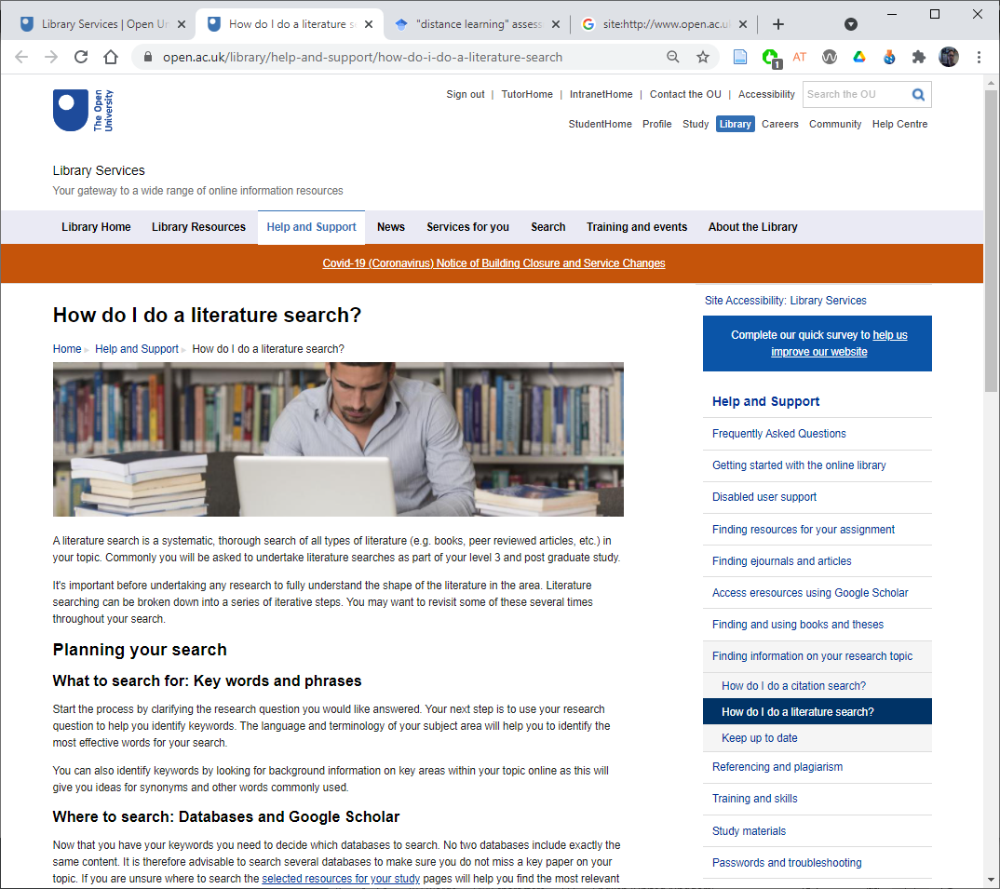 Library Services | Open Un
How do I do a literature se
"distance learning" assess
site:http://www.open.ac.u
open.ac.uk/library/help-and-support/how-do-i-do-a-literature-search
1
AT
The Open
University
Sign out | TutorHome | IntranetHome | Contact the OU | Accessibility
Search the OU
StudentHome Profile Study Library Careers Community Help Centre
Library Services
Your gateway to a wide range of online information resources
Library Home Library Resources Help and Support News Services for you Search Training and events About the Library
Covid-19 (Coronavirus) Notice of Building Closure and Service Changes
How do I do a literature search?
Home Help and Support How do I do a literature search?
A literature search is a systematic, thorough search of all types of literature (e.g. books, peer reviewed articles, etc.) in
your topic. Commonly you will be asked to undertake literature searches as part of your level 3 and post graduate study.
It's important before undertaking any research to fully understand the shape of the literature in the area. Literature
searching can be broken down into a series of iterative steps. You may want to revisit some of these several times
throughout your search.
Planning your search
What to search for: Key words and phrases
Start the process by clarifying the research question you would like answered. Your next step is to use your research
question to help you identify keywords. The language and terminology of your subject area will help you to identify the
most effective words for your search.
You can also identify keywords by looking for background information on key areas within your topic online as this will
give you ideas for synonyms and other words commonly used.
Where to search: Databases and Google Scholar
Now that you have your keywords you need to decide which databases to search. No two databases include exactly the
same content. It is therefore advisable to search several databases to make sure you do not miss a key paper on your
topic. If you are unsure where to search the selected resources for your study pages will help you find the most relevant
Site Accessibility: Library Services
Complete our quick survey to help us
improve our website
Help and Support
Frequently Asked Questions
Getting started with the online library
Disabled user support
Finding resources for your assignment
Finding ejournals and articles
Access eresources using Google Scholar
Finding and using books and theses
Finding information on your research topic
How do I do a citation search?
How do I do a literature search?
Keep up to date
Referencing and plagiarism
Training and skills
Study materials
Passwords and troubleshooting